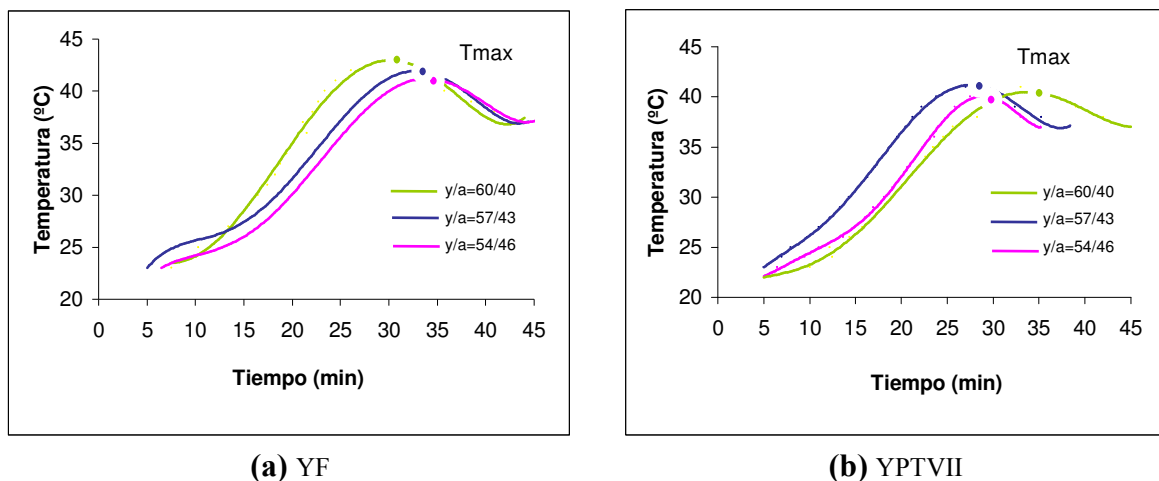 Tmax
Temperatura (ºC)
45
40
35
30
25
20
y/a=60/40
y/a=57/43
y/a=54/46
0 5 10 15 20 25 30 35 40 45
Tiempo (min)
(a) YF
Tmax
Temperatura (ºC)
45
40
35
30
25
20
y/a=60/40
y/a=57/43
y/a=54/46
0 5 10 15 20 25 30 35 40 45
Tiempo (min)
(b) YPTVII